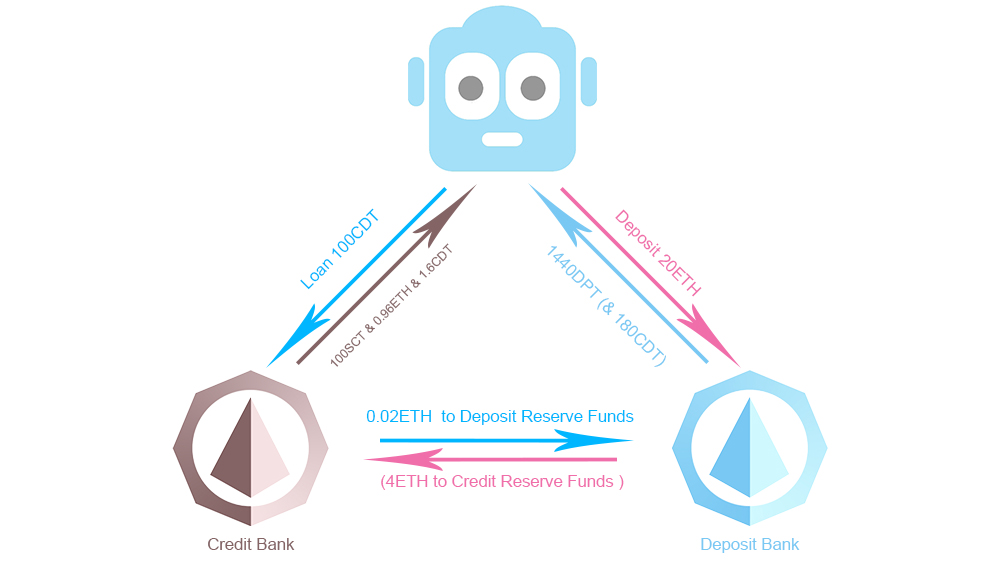 Loan 100CDT
100SCT & 0.96ETH & 1.6CDT
Deposit 20ETH
1440DPT (& 180CDT)
0.02ETH  to Deposit Reserve Funds
(4ETH to Credit Reserve Funds )
Credit Bank
Deposit Bank